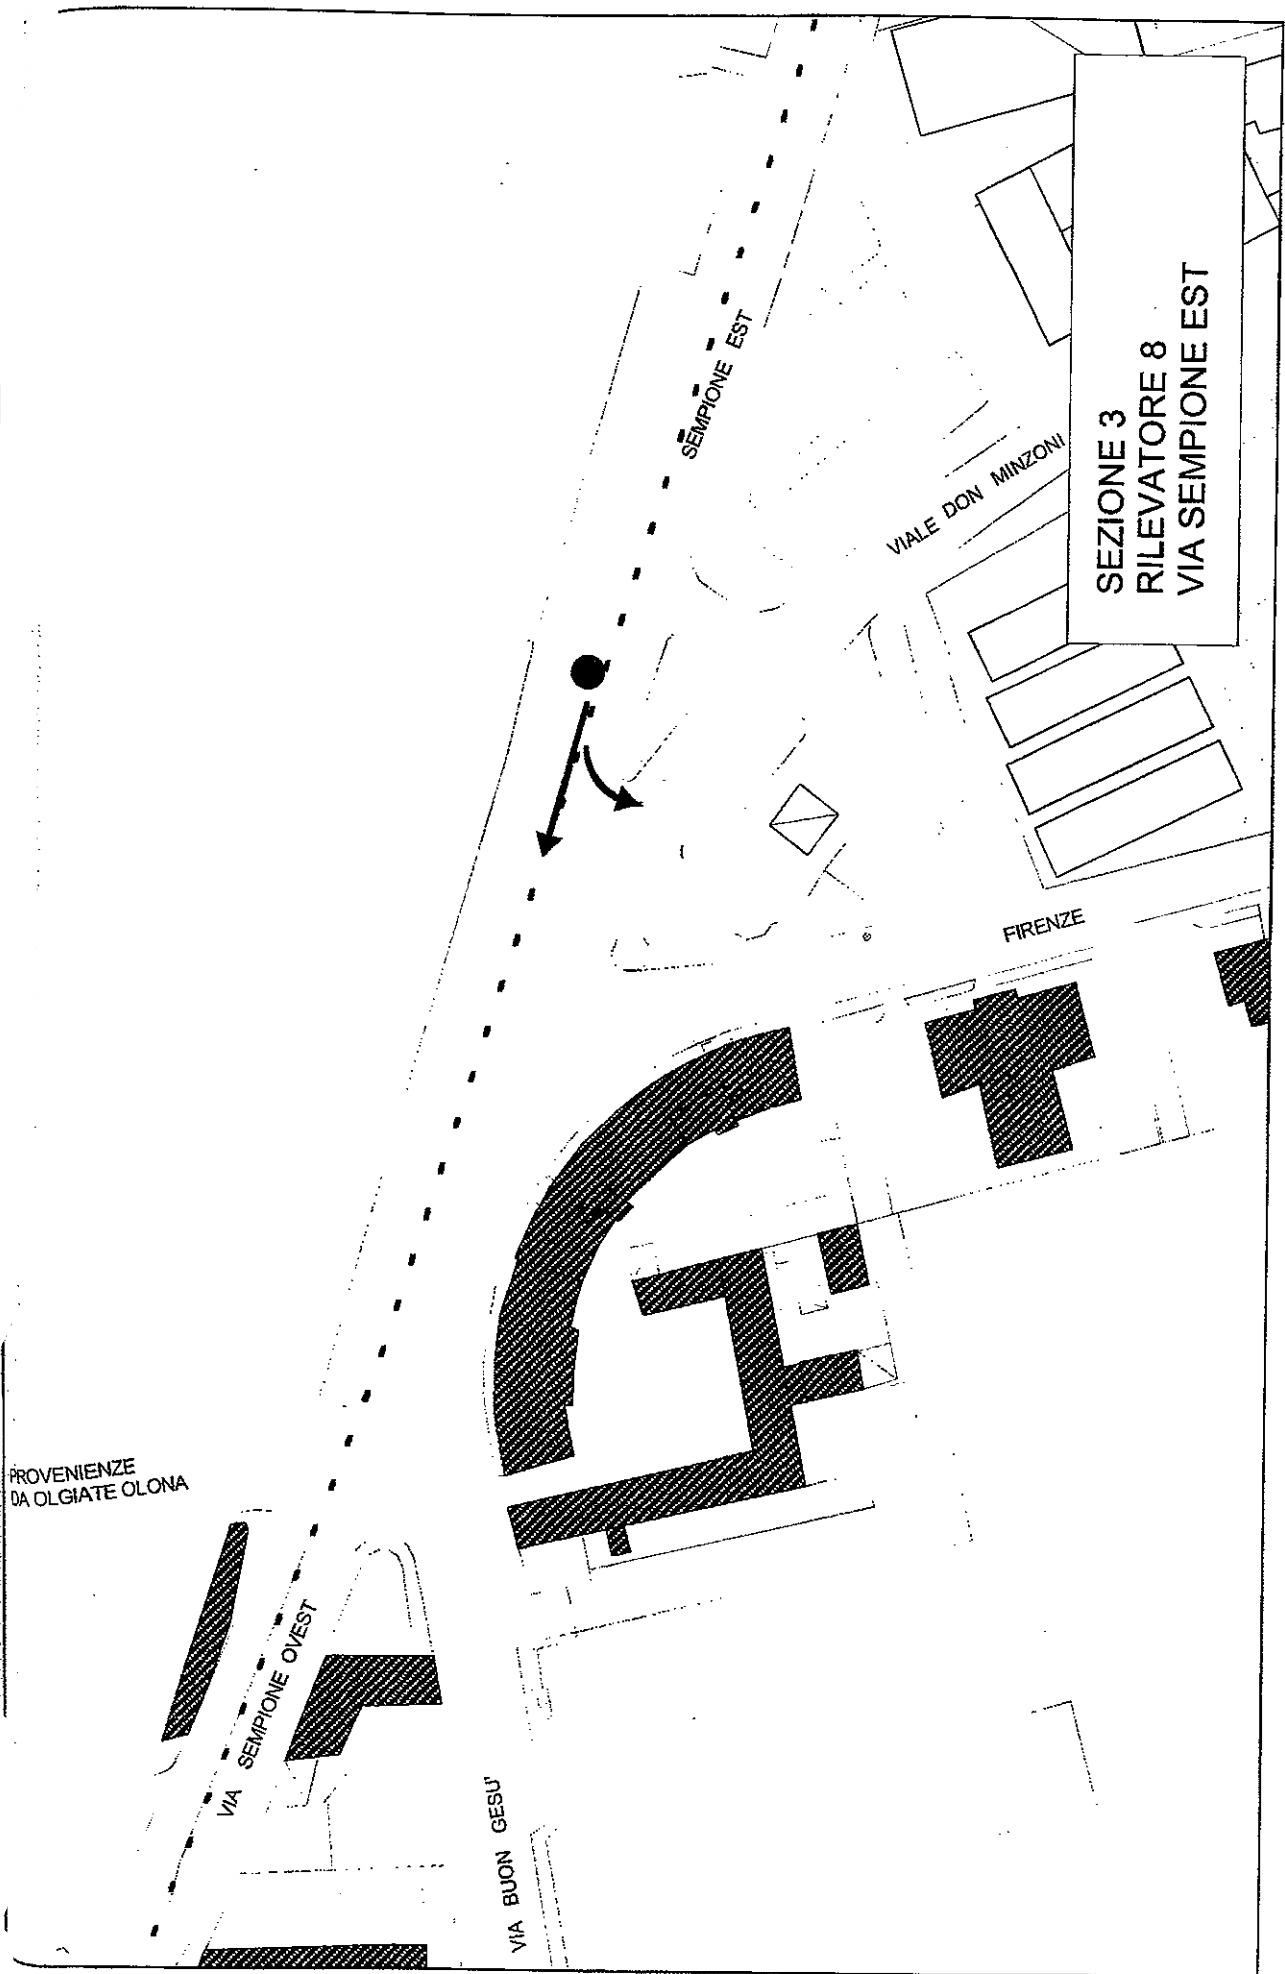 SEZIONE 3
RILEVATORE 8
VIA SEMPIONE EST
SEMPIONE EST
VIALE DON MINZONI
FIRENZE
PROVENIENZE
DA OLGIATE OLONA
VIA SEMPIONE OVEST
VIA BUON GESU'